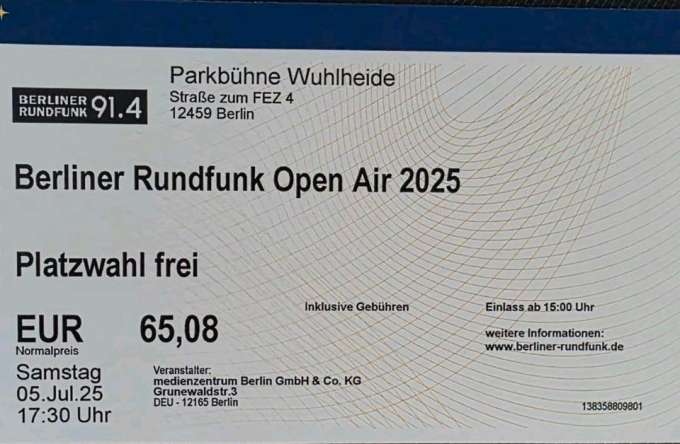 Parkbühne Wuhlheide
Straße zum FEZ 4
12459 Berlin
BERLINER
RUNDFUNK 91.4
Berliner Rundfunk Open Air 2025
Platzwahl frei
Inklusive Gebühren
Einlass ab 15:00 Uhr
EUR 65,08
Normalpreis
weitere Informationen:
www.berliner-rundfunk.de
Samstag
05.Jul.25
17:30 Uhr
Veranstalter:
medienzentrum Berlin GmbH & Co. KG
Grunewaldstr.3
DEU - 12165 Berlin
138358809801